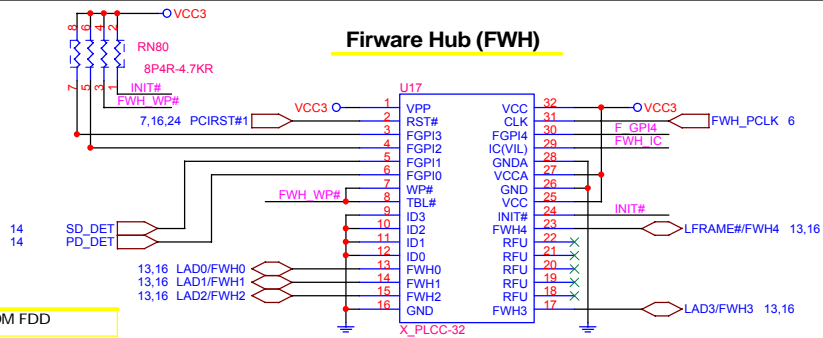 VCC3
8 6 4 2
RN80
8P4R-4.7KR
7 5 3 1
INIT#
FWH_WP#
Firware Hub (FWH)
U17
VCC3 1 VPP VCC 32 VCC3
7,16,24 PCIRST#1 2 RST# CLK 31 FWH_PCLK 6
3 FGPI3 FGPI4 30 F_GPI4
4 FGPI2 IC(VIL) 29 FWH_IC
5 FGPI1 GNDA 28
6 FGPI0 VCCA 27
7 WP# GND 26
FWH_WP# 8 TBL# VCC 25
9 ID3 INIT# 24 INIT#
14 SD_DET 10 ID2 FWH4 23 LFRAME#/FWH4 13,16
14 PD_DET 11 ID1 RFU 22
12 ID0 RFU 21
13,16 LAD0/FWH0 13 FWH0 RFU 20
13,16 LAD1/FWH1 14 FWH1 RFU 19
13,16 LAD2/FWH2 15 FWH2 RFU 18
16 GND FWH3 17 LAD3/FWH3 13,16
X_PLCC-32
FDD